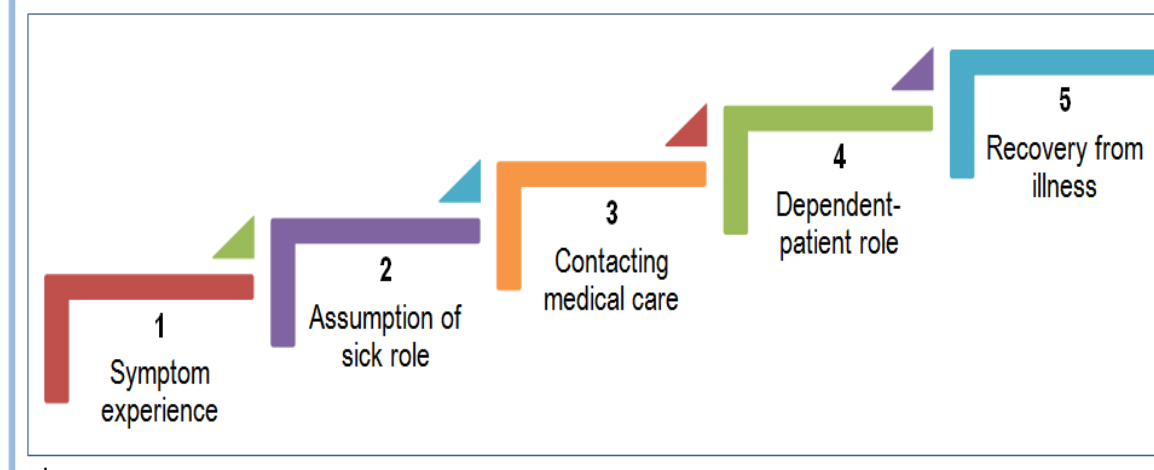 1
Symptom
experience
2
Assumption of
sick role
3
Contacting
medical care
4
Dependent-
patient role
5
Recovery from
illness